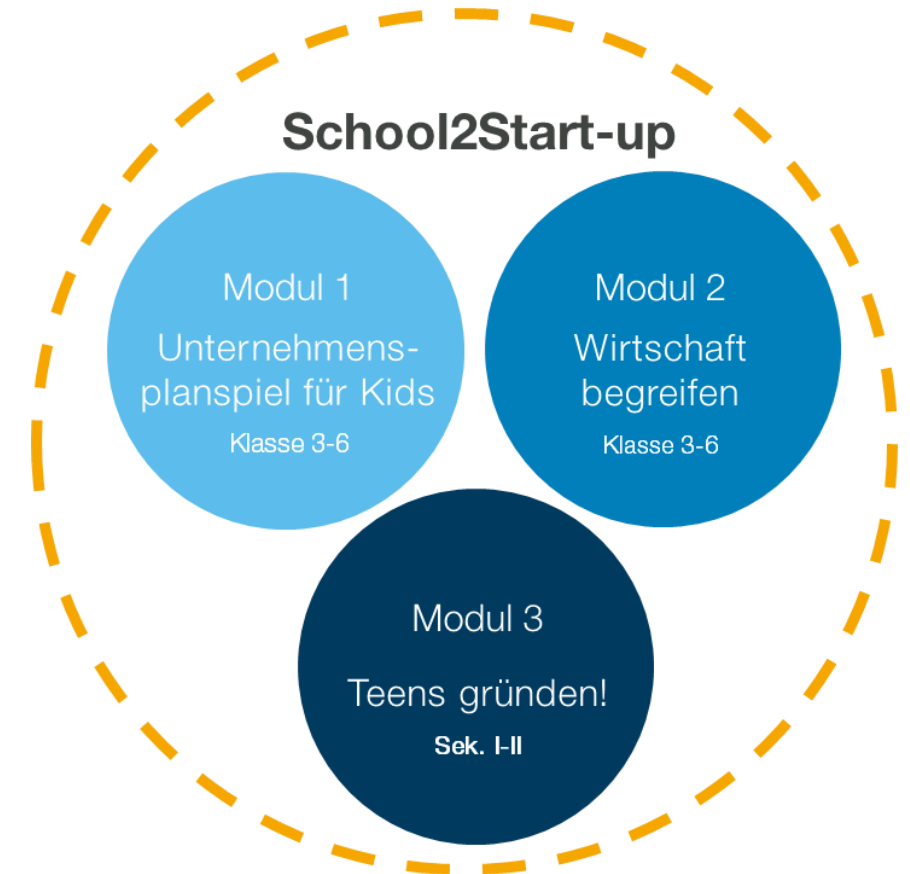 School2Start-up
Modul 1
Unternehmens-
planspiel für Kids
Klasse 3-6
Modul 2
Wirtschaft
begreifen
Klasse 3-6
Modul 3
Teens gründen!
Sek. I-II